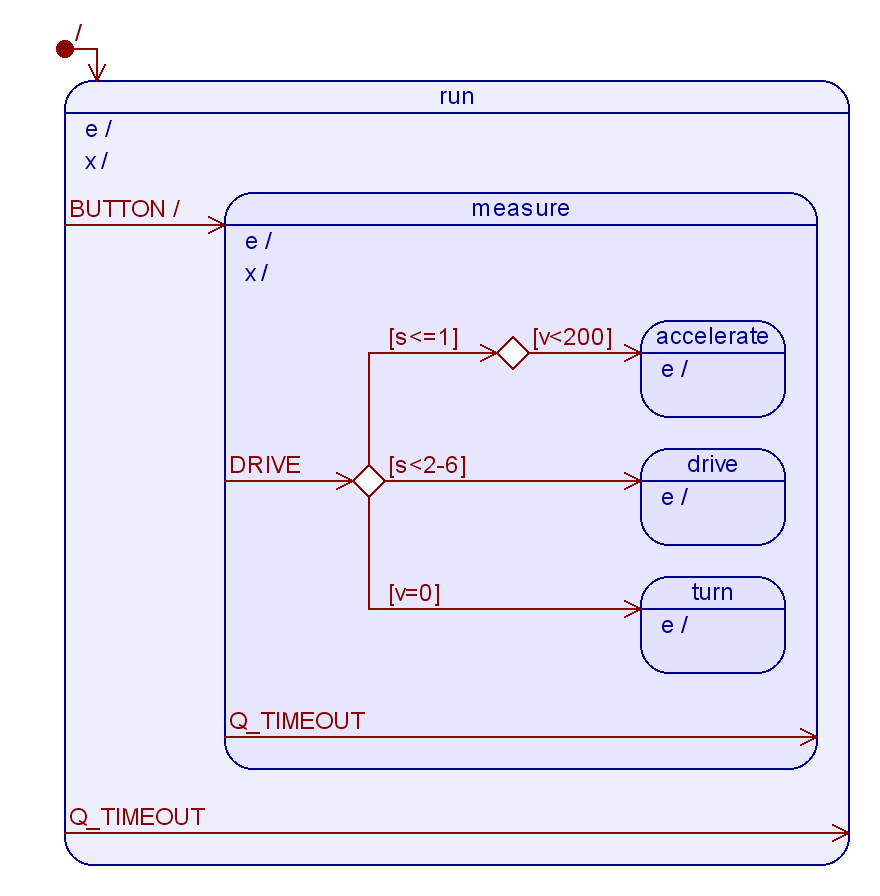 /
run
e /
x /
BUTTON /
measure
e /
x /
[s<=1]
[v<200]
accelerate
e /
DRIVE
[s<2-6]
drive
e /
[v=0]
turn
e /
Q_TIMEOUT
Q_TIMEOUT